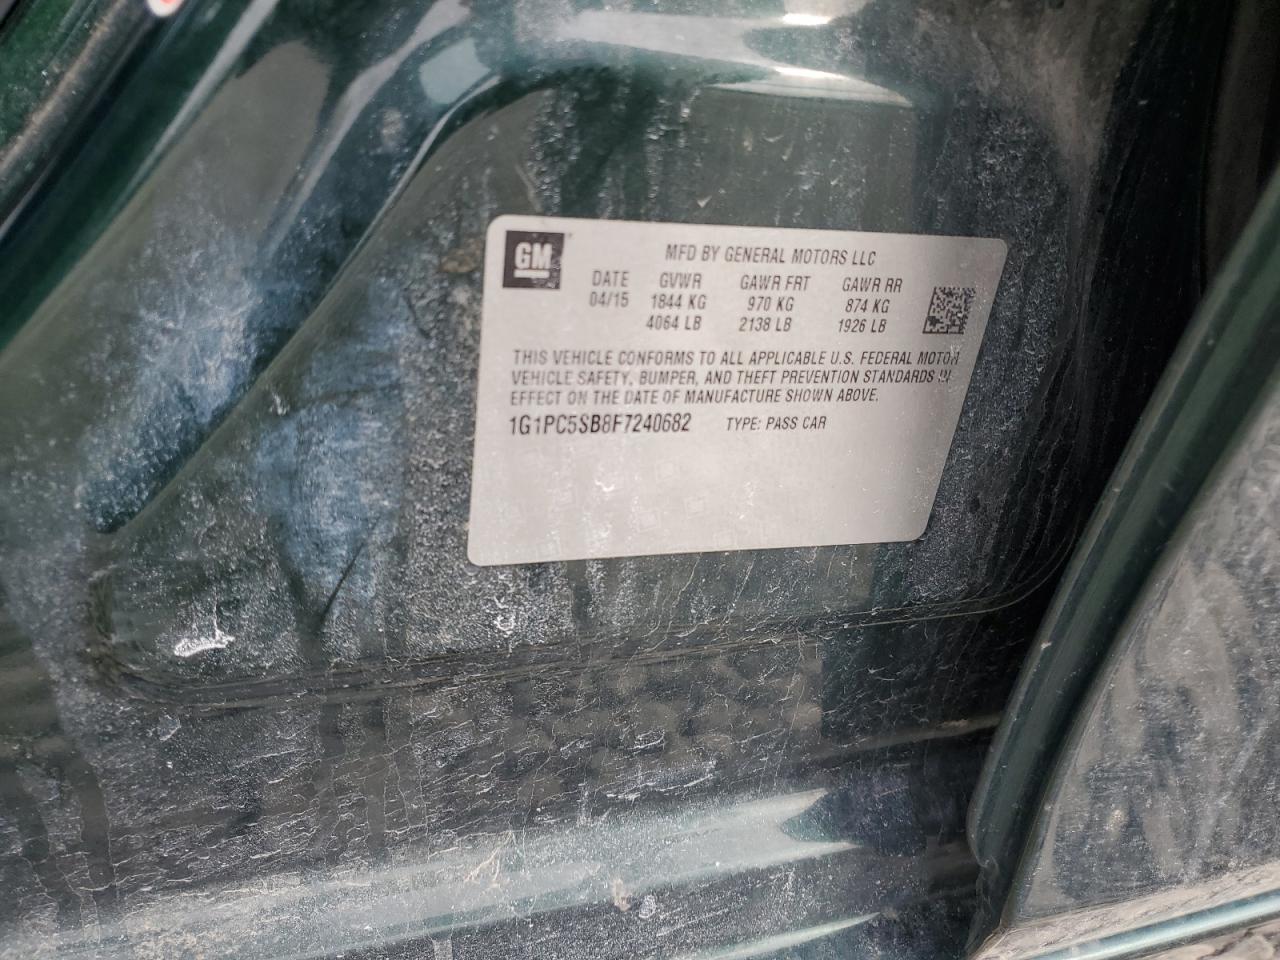 GM
MFD BY GENERAL MOTORS LLC
DATE GVWR GAWR FRT GAWR RR
04/15 1844 KG 970 KG 874 KG
4064 LB 2138 LB 1926 LB
THIS VEHICLE CONFORMS TO ALL APPLICABLE U.S. FEDERAL MOTOR
VEHICLE SAFETY, BUMPER, AND THEFT PREVENTION STANDARDS IN
EFFECT ON THE DATE OF MANUFACTURE SHOWN ABOVE.
1G1PC5SB8F7240682 TYPE: PASS CAR